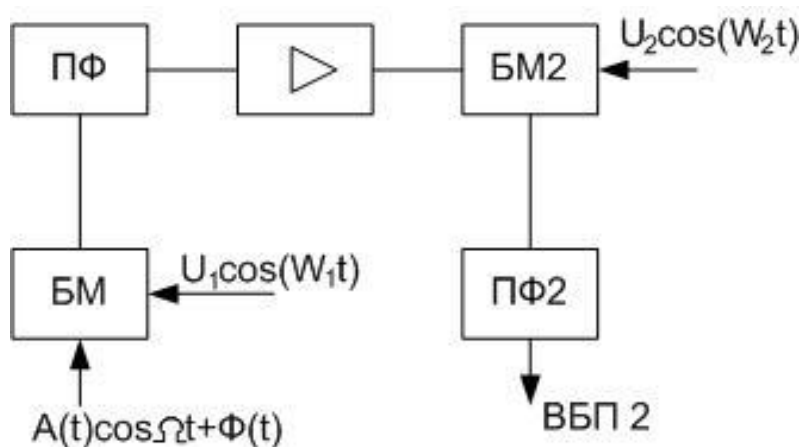 ПФ
БМ2
U₂cos(W₂t)
БМ
U₁cos(W₁t)
ПФ2
A(t)cosΩt+Φ(t)
ВБП 2